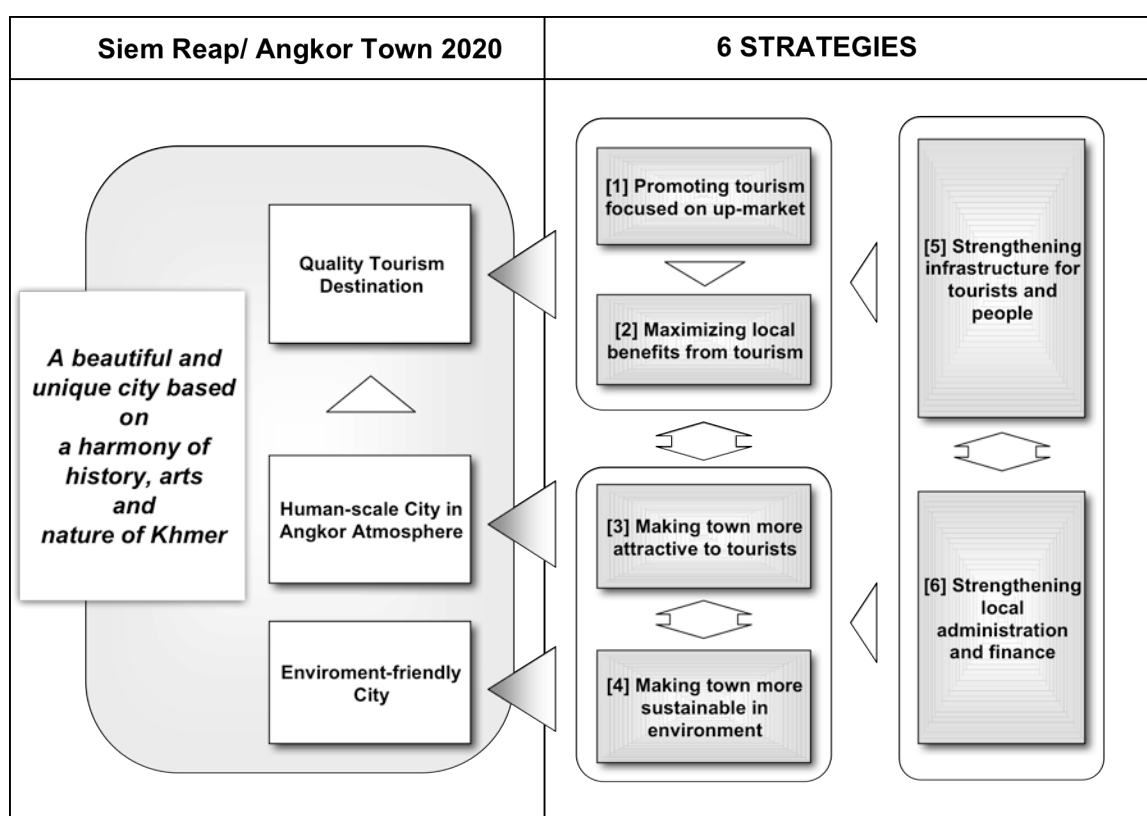 Siem Reap/ Angkor Town 2020
6 STRATEGIES
A beautiful and
unique city based
on
a harmony of
history, arts
and
nature of Khmer
Quality Tourism
Destination
Human-scale City in
Angkor Atmosphere
Enviroment-friendly
City
[1] Promoting tourism
focused on up-market
[2] Maximizing local
benefits from tourism
[3] Making town more
attractive to tourists
[4] Making town more
sustainable in
environment
[5] Strengthening
infrastructure for
tourists and
people
[6] Strengthening
local
administration
and finance